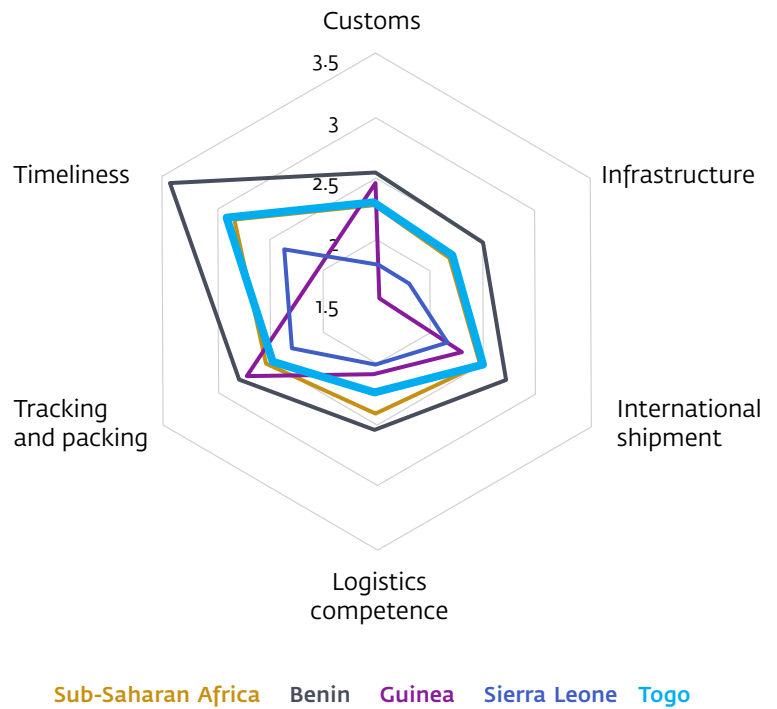 Customs
3.5
3
Timeliness
Infrastructure
2.5
2
1.5
Tracking
and packing
International
shipment
Logistics
competence
Sub-Saharan Africa Benin Guinea Sierra Leone Togo